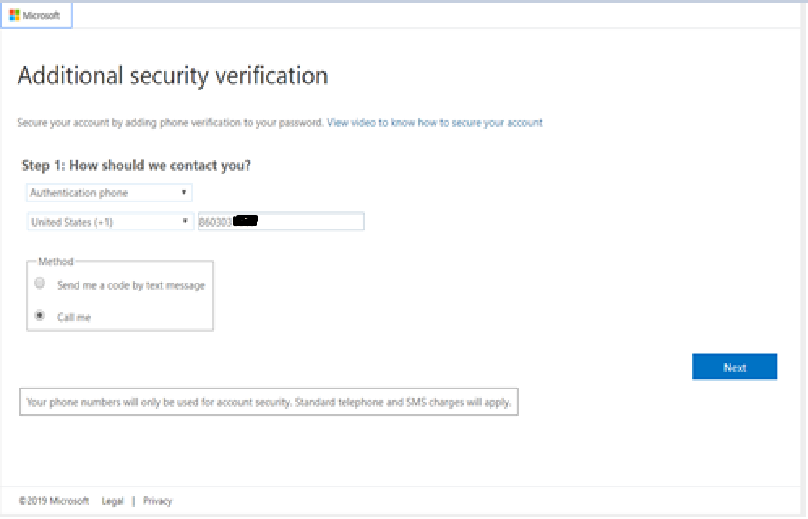 Microsoft
Additional security verification
Secure your account by adding phone verification to your password. View video to know how to secure your account
Step 1: How should we contact you?
Authentication phone
United States (+1) 860303
Method
Send me a code by text message
Call me
Next
Your phone numbers will only be used for account security. Standard telephone and SMS charges will apply.
©2019 Microsoft Legal | Privacy